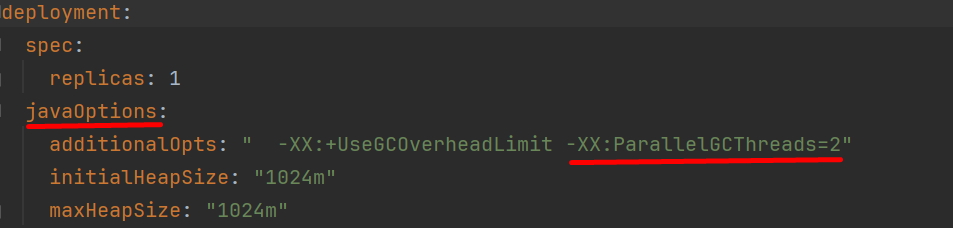 deployment:
  spec:
    replicas: 1
  javaOptions:
    additionalOpts: "  -XX:+UseGCOverheadLimit -XX:ParallelGCThreads=2"
    initialHeapSize: "1024m"
    maxHeapSize: "1024m"